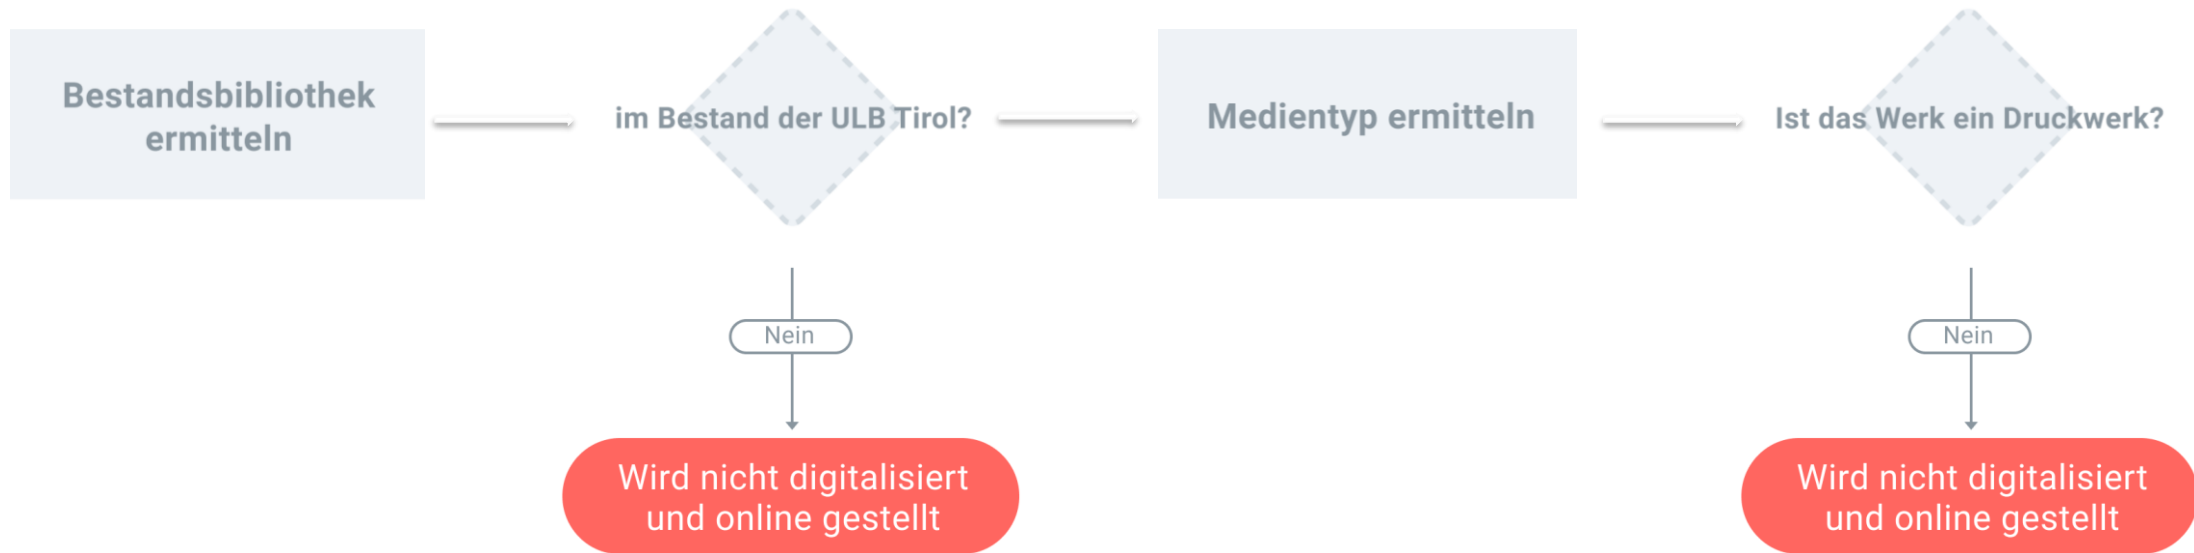 Bestandsbibliothek
ermitteln
im Bestand der ULB Tirol?
Medientyp ermitteln
Ist das Werk ein Druckwerk?
Nein
Nein
Wird nicht digitalisiert
und online gestellt
Wird nicht digitalisiert
und online gestellt